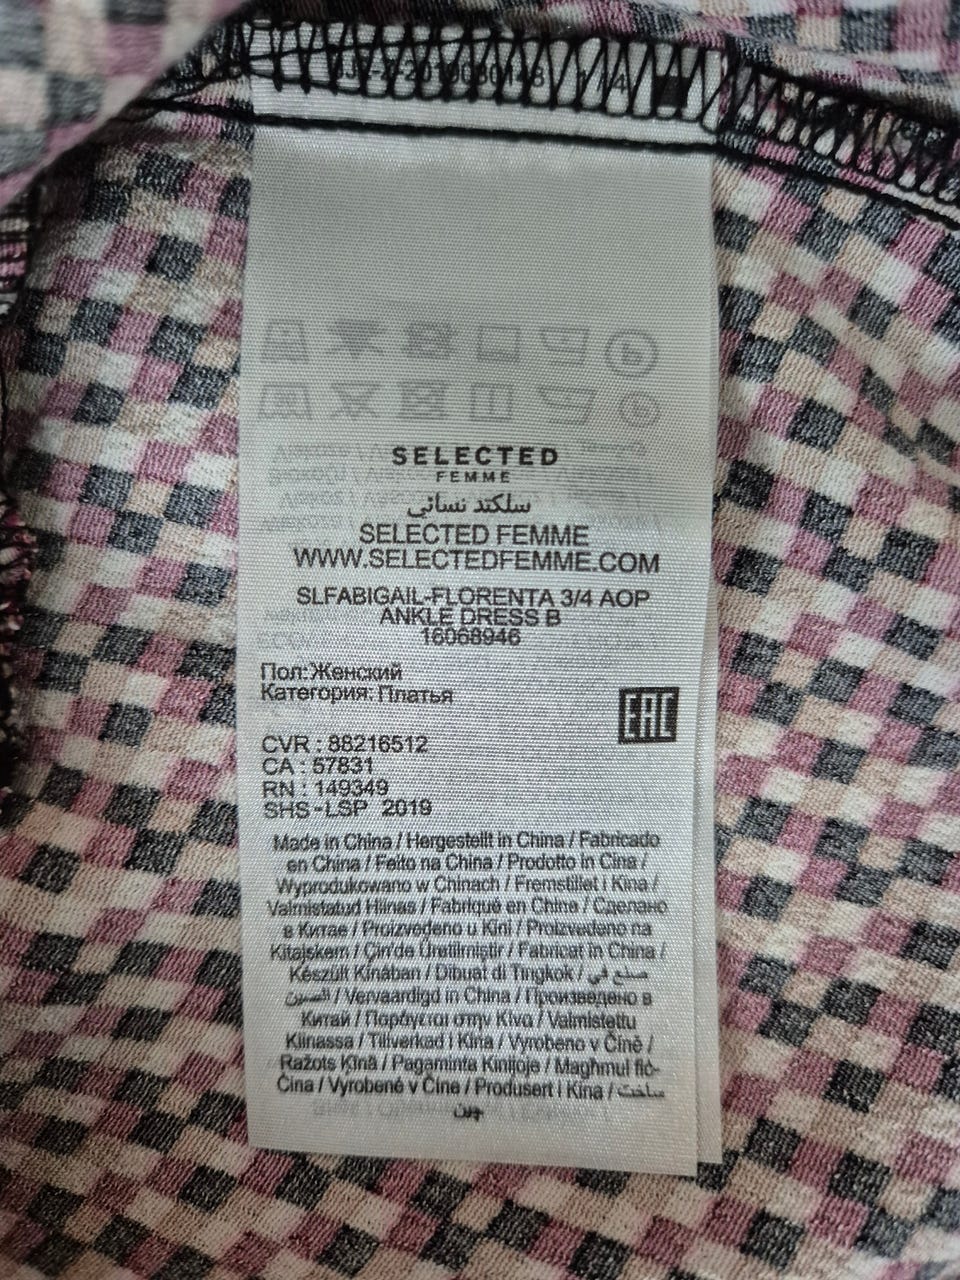 SELECTED
FEMME
سلكتد نسائي
SELECTED FEMME
WWW.SELECTEDFEMME.COM
SLFABIGAIL-FLORENTA 3/4 AOP
ANKLE DRESS B
16068946
Пол:Женский
Категория: Платья
EAC
CVR : 88216512
CA : 57831
RN : 149349
SHS-LSP 2019
Made in China / Hergestellt in China / Fabricado
en China / Feito na China / Prodotto in Cina /
Wyprodukowano w Chinach / Fremstillet i Kina /
Valmistatud Hiinas / Fabriqué en Chine / Сделано
в Китае / Proizvedeno u Kini / Proizvedeno na
Kitajskem / Çin'de Üretilmiştir / Fabricat in China /
Készült Kínában / Dibuat di Tingkok / صنع في
الصين / Vervaardigd in China / Произведено в
Китай / Παράγεται στην Κίνα / Valmistettu
Kiinassa / Tillverkad i Kina / Vyrobeno v Číně /
Ražots Ķīnā / Pagaminta Kinijoje / Magħmul fiċ-
Ċina / Vyrobené v Číne / Produsert i Kina / ساخت
چین